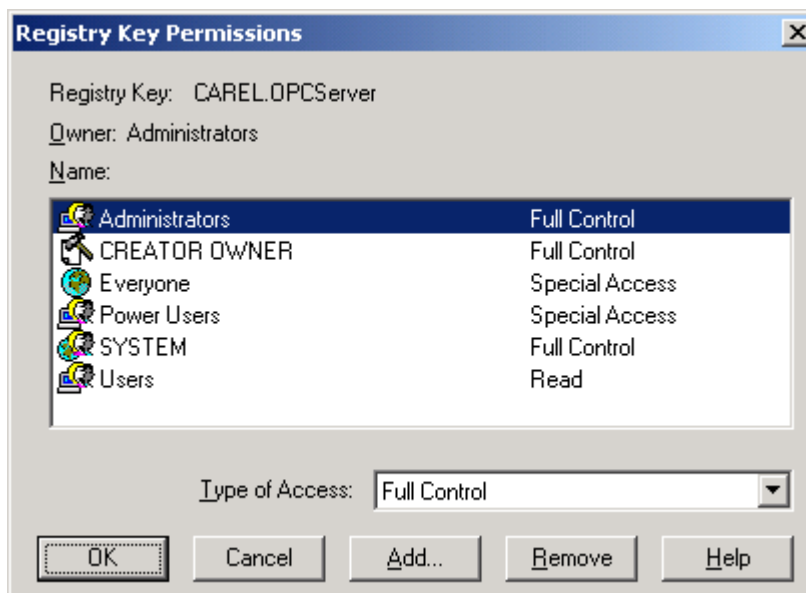 Registry Key Permissions
Registry Key: CAREL.OPCServer
Owner: Administrators
Name:
Administrators Full Control
CREATOR OWNER Full Control
Everyone Special Access
Power Users Special Access
SYSTEM Full Control
Users Read
Type of Access: Full Control
OK Cancel Add... Remove Help